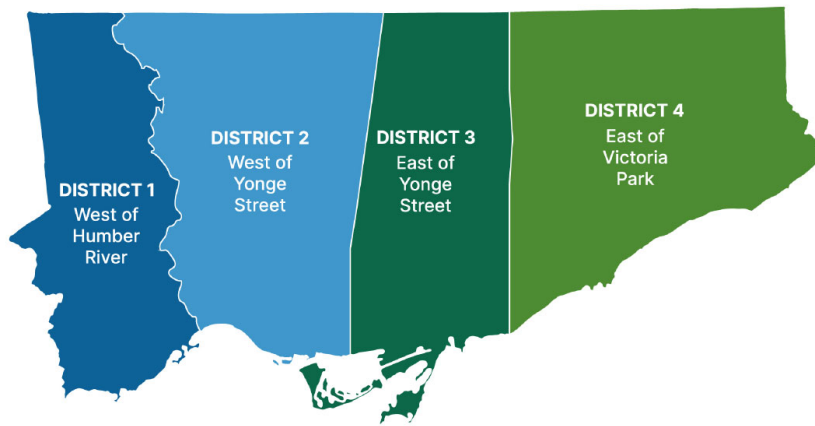 DISTRICT 1
West of
Humber
River
DISTRICT 2
West of
Yonge
Street
DISTRICT 3
East of
Yonge
Street
DISTRICT 4
East of
Victoria
Park